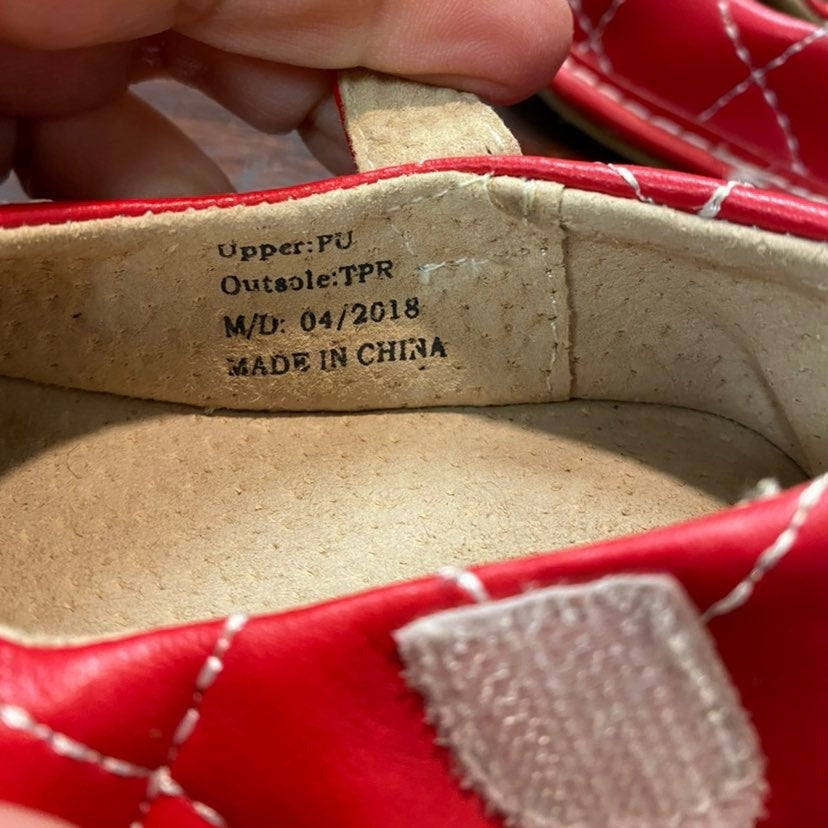 Upper:PU
Outsole:TPR
M/D: 04/2018
MADE IN CHINA